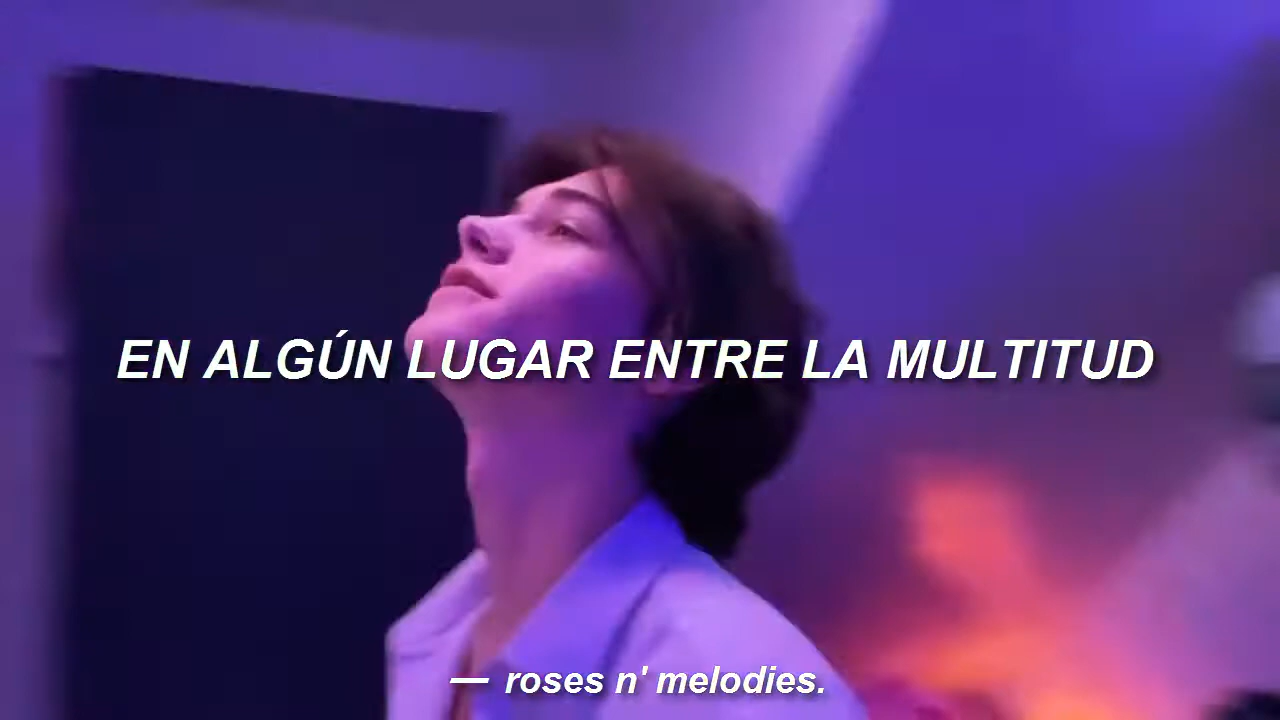 EN ALGÚN LUGAR ENTRE LA MULTITUD
— roses n' melodies.